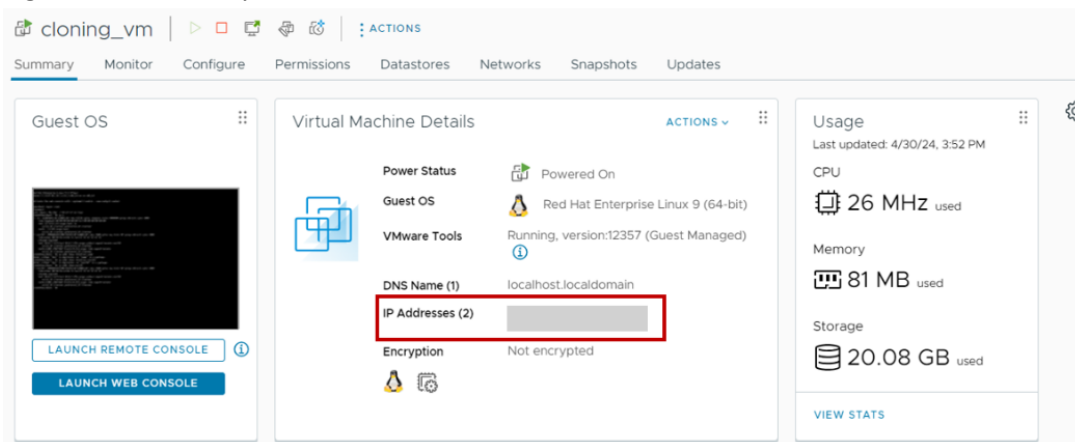 cloning_vm
ACTIONS
Summary Monitor Configure Permissions Datastores Networks Snapshots Updates
Guest OS
LAUNCH REMOTE CONSOLE
LAUNCH WEB CONSOLE
Virtual Machine Details
ACTIONS
Power Status Powered On
Guest OS Red Hat Enterprise Linux 9 (64-bit)
VMware Tools Running, version:12357 (Guest Managed)
DNS Name (1) localhost.localdomain
IP Addresses (2)
Encryption Not encrypted
Usage
Last updated: 4/30/24, 3:52 PM
CPU
26 MHz used
Memory
81 MB used
Storage
20.08 GB used
VIEW STATS